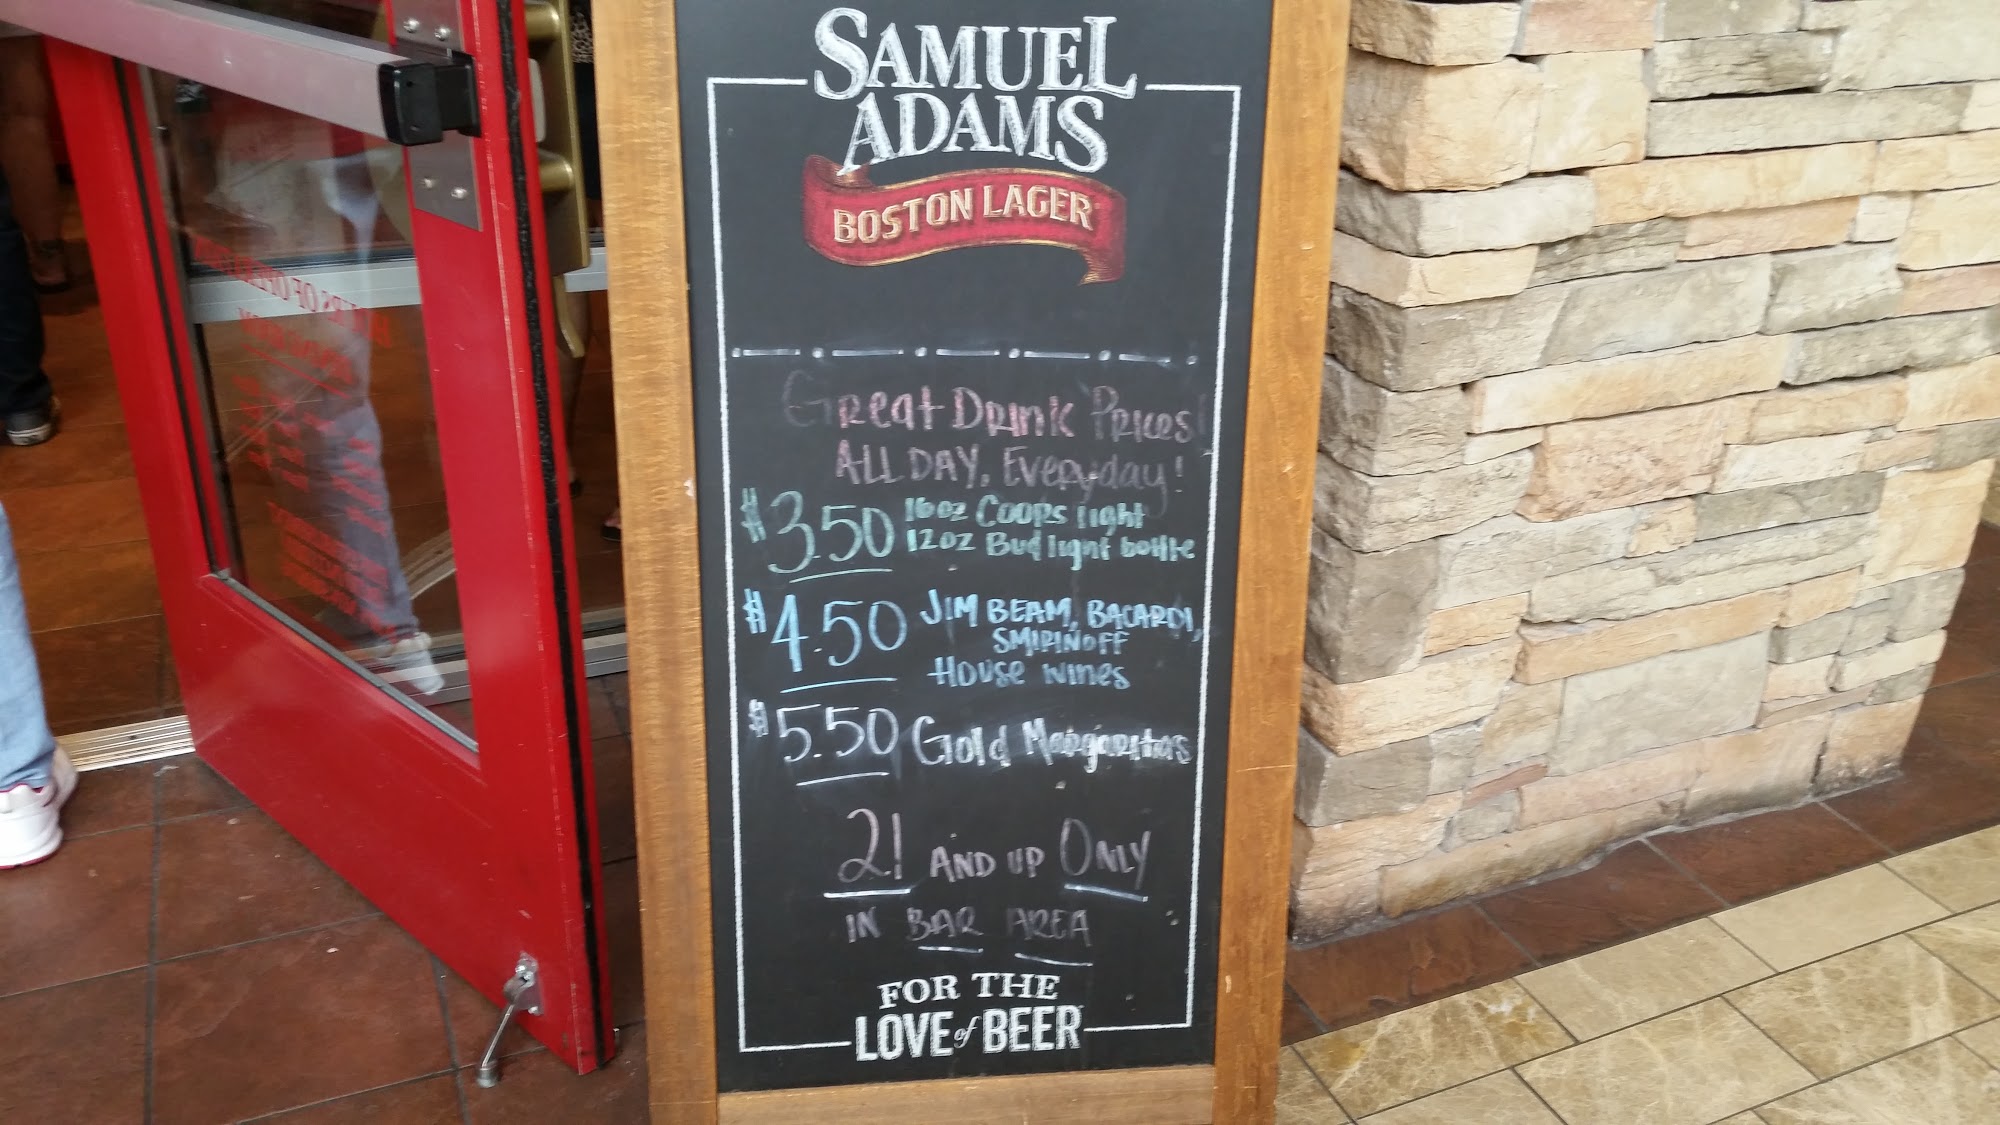 SAMUEL
ADAMS
BOSTON LAGER
Great Drink Prices!
ALL DAY, Everyday!
$3.50 16oz Coors light
12oz Bud light bottle
$4.50 JIM BEAM, BACARDI,
SMIRINOFF
House wines
$5.50 Gold Margaritas
21 AND UP ONLY
IN BAR AREA
FOR THE
LOVE of BEER